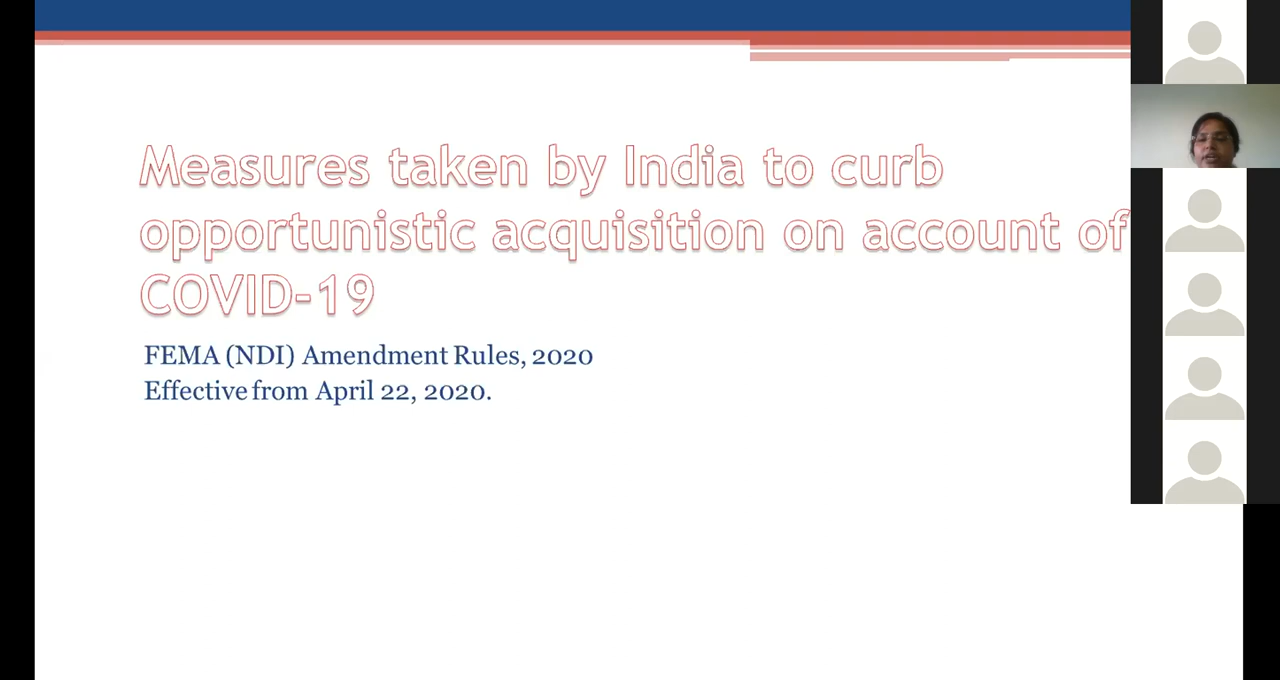 Measures taken by India to curb
opportunistic acquisition on account of
COVID-19
FEMA (NDI) Amendment Rules, 2020
Effective from April 22, 2020.